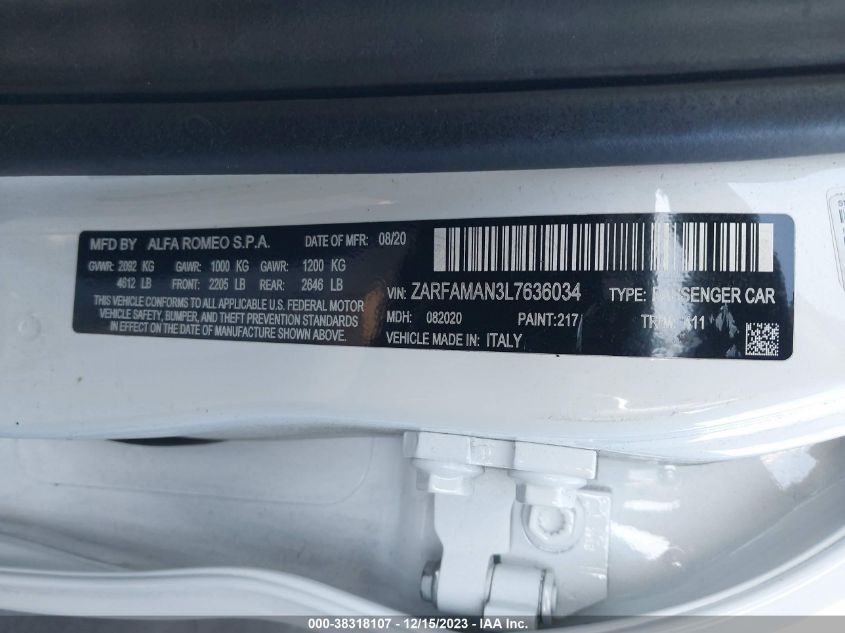 MFD BY ALFA ROMEO S.P.A. DATE OF MFR: 08/20
GVWR: 2092 KG GAWR: 1000 KG GAWR: 1200 KG
4612 LB FRONT: 2205 LB REAR: 2646 LB
THIS VEHICLE CONFORMS TO ALL APPLICABLE U.S. FEDERAL MOTOR
VEHICLE SAFETY, BUMPER, AND THEFT PREVENTION STANDARDS
IN EFFECT ON THE DATE OF MANUFACTURE SHOWN ABOVE.
VIN: ZARFAMAN3L7636034 TYPE: PASSENGER CAR
MDH: 082020 PAINT:217
VEHICLE MADE IN: ITALY
000-38318107 - 12/15/2023 - IAA Inc.